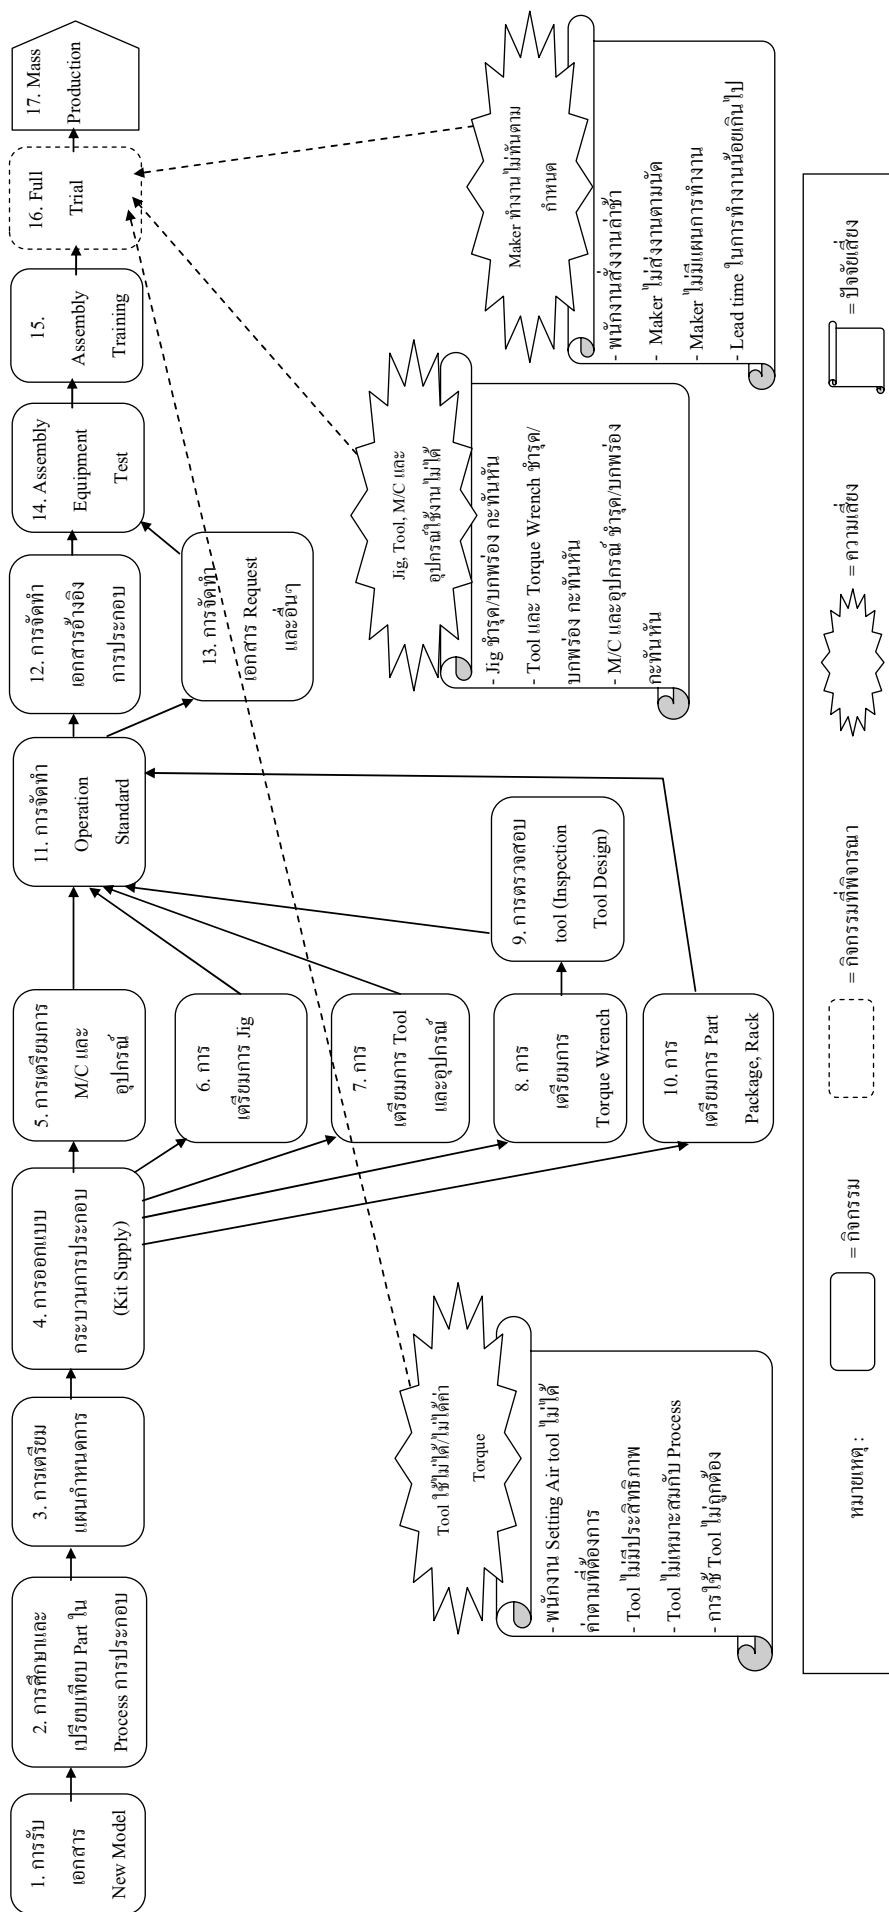 1. การรับ
เอกสาร
New Model
2. การศึกษาและ
เปรียบเทียบ Part ใน
Process การประกอบ
3. การเตรียม
แผนกำหนดการ
4. การออกแบบ
กระบวนการประกอบ
(Kit Supply)
5. การเตรียมการ
M/C และ
อุปกรณ์
6. การ
เตรียมการ Jig
7. การ
เตรียมการ Tool
และอุปกรณ์
8. การ
เตรียมการ
Torque Wrench
9. การตรวจสอบ
tool (Inspection
Tool Design)
10. การ
เตรียมการ Part
Package, Rack
11. การจัดทำ
Operation
Standard
12. การจัดทำ
เอกสารอ้างอิง
การประกอบ
13. การจัดทำ
เอกสาร Request
และอื่นๆ
14. Assembly
Equipment
Test
15.
Assembly
Training
16. Full
Trial
17. Mass
Production
Tool ใช้ไม่ได้/ไม่ได้ค่า
Torque
- พนักงาน Setting Air tool ไม่ได้
ค่าตามที่ต้องการ
- Tool ไม่มีประสิทธิภาพ
- Tool ไม่เหมาะสมกับ Process
- การใช้ Tool ไม่ถูกต้อง
Jig, Tool, M/C และ
อุปกรณ์ใช้งานไม่ได้
- Jig ชำรุด/บกพร่อง กะทันหัน
- Tool และ Torque Wrench ชำรุด/
บกพร่อง กะทันหัน
- M/C และอุปกรณ์ ชำรุด/บกพร่อง
กะทันหัน
Maker ทำงานไม่ทันตาม
กำหนด
- พนักงานสั่งงานล่าช้า
- Maker ไม่ส่งงานตามนัด
- Maker ไม่มีแผนการทำงาน
- Lead time ในการทำงานน้อยเกินไป
หมายเหตุ :
= กิจกรรม
= กิจกรรมที่พิจารณา
= ความเสี่ยง
= ปัจจัยเสี่ยง